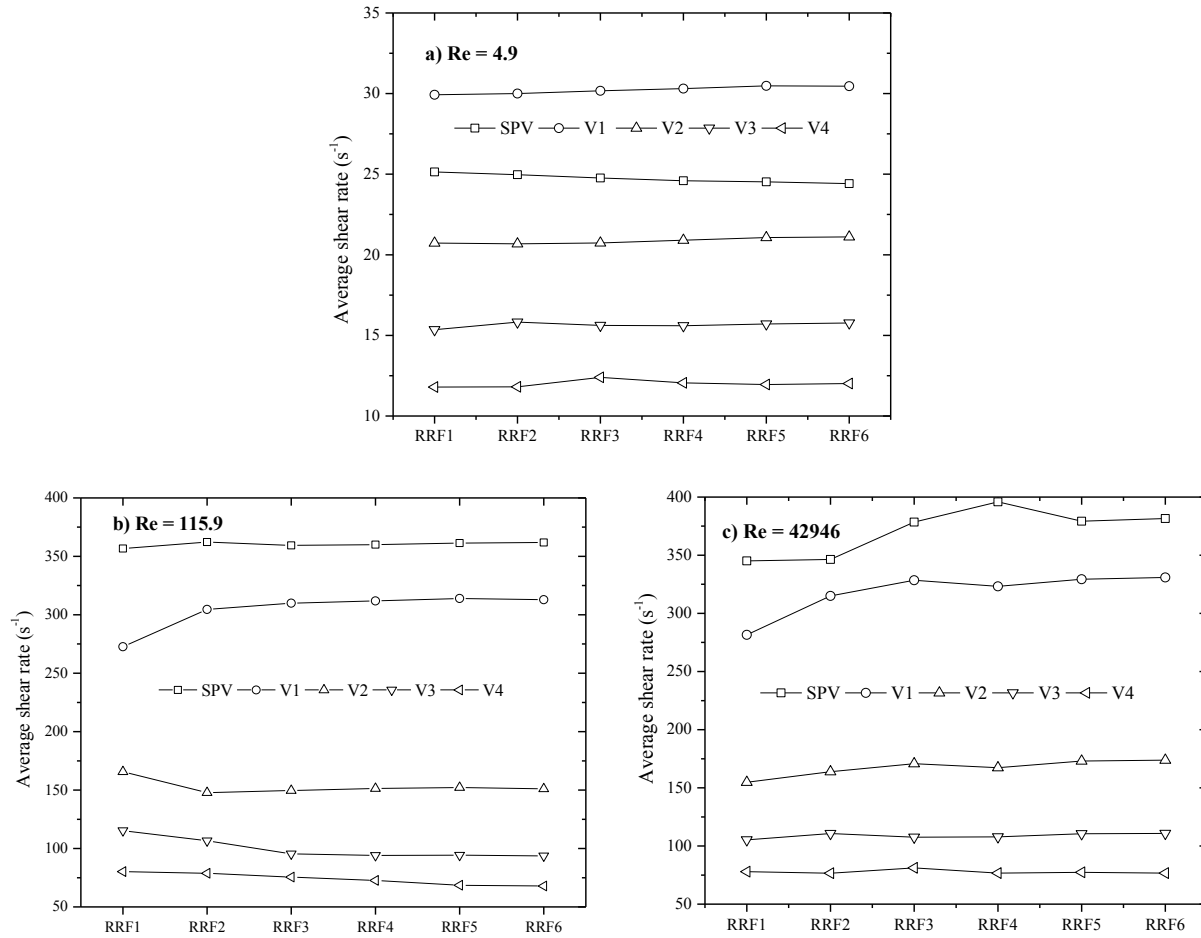 a) Re = 4.9
35
30
25
20
15
10
Average shear rate (s⁻¹)
SPV V1 V2 V3 V4
RRF1 RRF2 RRF3 RRF4 RRF5 RRF6
b) Re = 115.9
400
350
300
250
200
150
100
50
Average shear rate (s⁻¹)
SPV V1 V2 V3 V4
RRF1 RRF2 RRF3 RRF4 RRF5 RRF6
c) Re = 42946
400
350
300
250
200
150
100
50
Average shear rate (s⁻¹)
SPV V1 V2 V3 V4
RRF1 RRF2 RRF3 RRF4 RRF5 RRF6